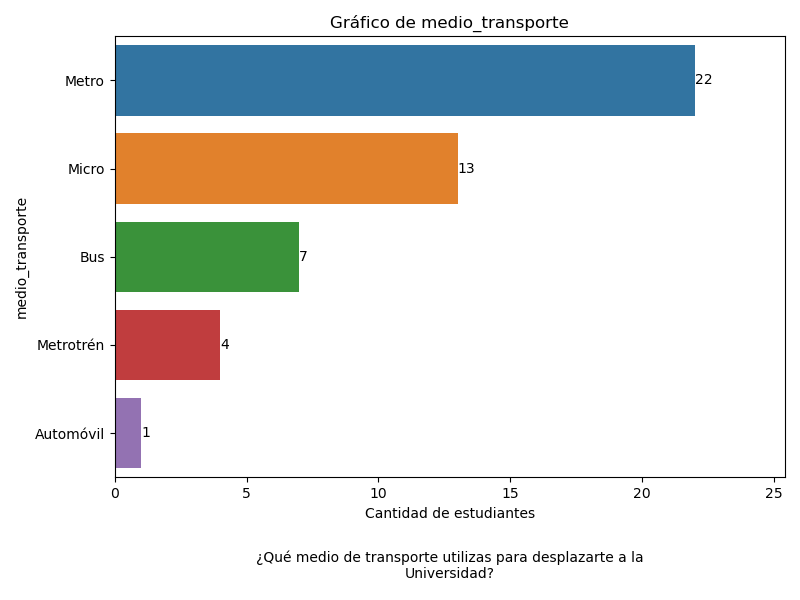 Gráfico de medio_transporte
medio_transporte
Metro
22
Micro
13
Bus
7
Metrotrén
4
Automóvil
1
0 5 10 15 20 25
Cantidad de estudiantes
¿Qué medio de transporte utilizas para desplazarte a la
Universidad?